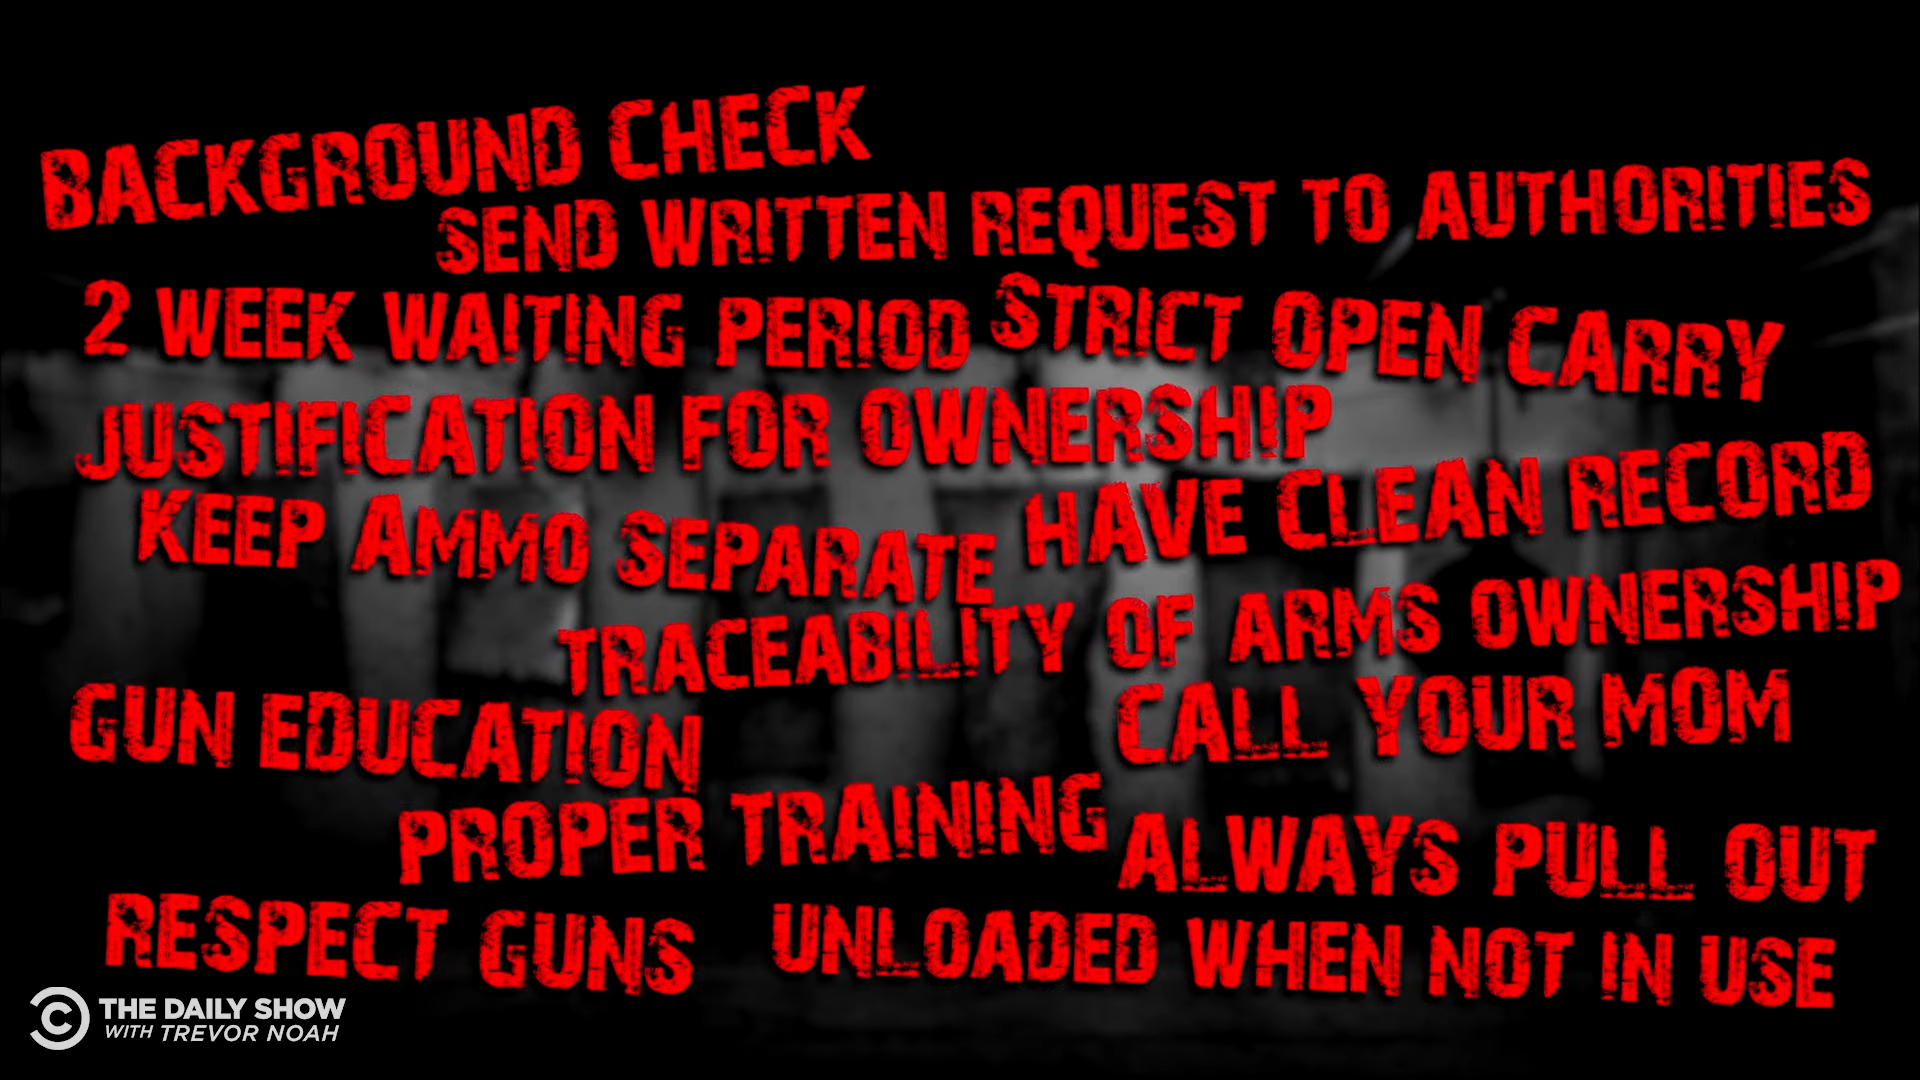 BACKGROUND CHECK
SEND WRITTEN REQUEST TO AUTHORITIES
2 WEEK WAITING PERIOD
STRICT OPEN CARRY
JUSTIFICATION FOR OWNERSHIP
KEEP AMMO SEPARATE
HAVE CLEAN RECORD
TRACEABILITY OF ARMS OWNERSHIP
GUN EDUCATION
CALL YOUR MOM
PROPER TRAINING
ALWAYS PULL OUT
RESPECT GUNS
UNLOADED WHEN NOT IN USE
THE DAILY SHOW
WITH TREVOR NOAH